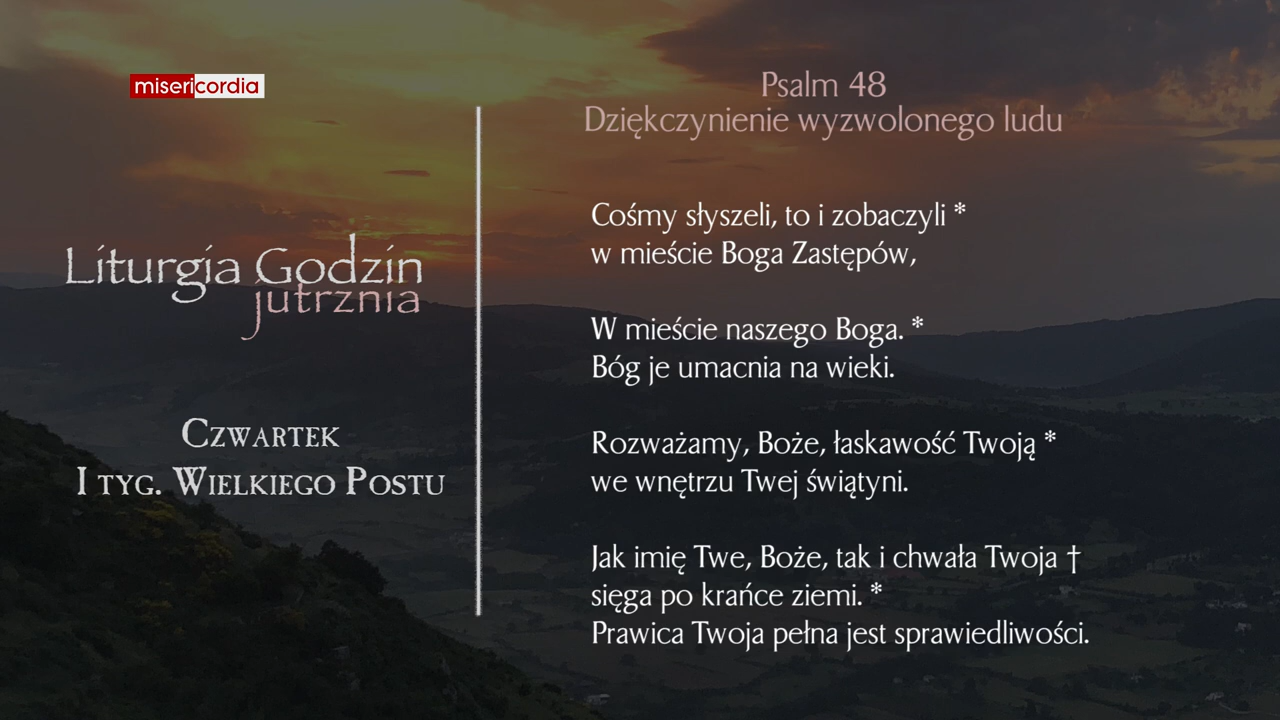 misericordia
Liturgia Godzin
jutrznia
Czwartek
I tyg. Wielkiego Postu
Psalm 48
Dziękczynienie wyzwolonego ludu
Cośmy słyszeli, to i zobaczyli *
w mieście Boga Zastępów,
W mieście naszego Boga. *
Bóg je umacnia na wieki.
Rozważamy, Boże, łaskawość Twoją *
we wnętrzu Twej świątyni.
Jak imię Twe, Boże, tak i chwała Twoja †
sięga po krańce ziemi. *
Prawica Twoja pełna jest sprawiedliwości.